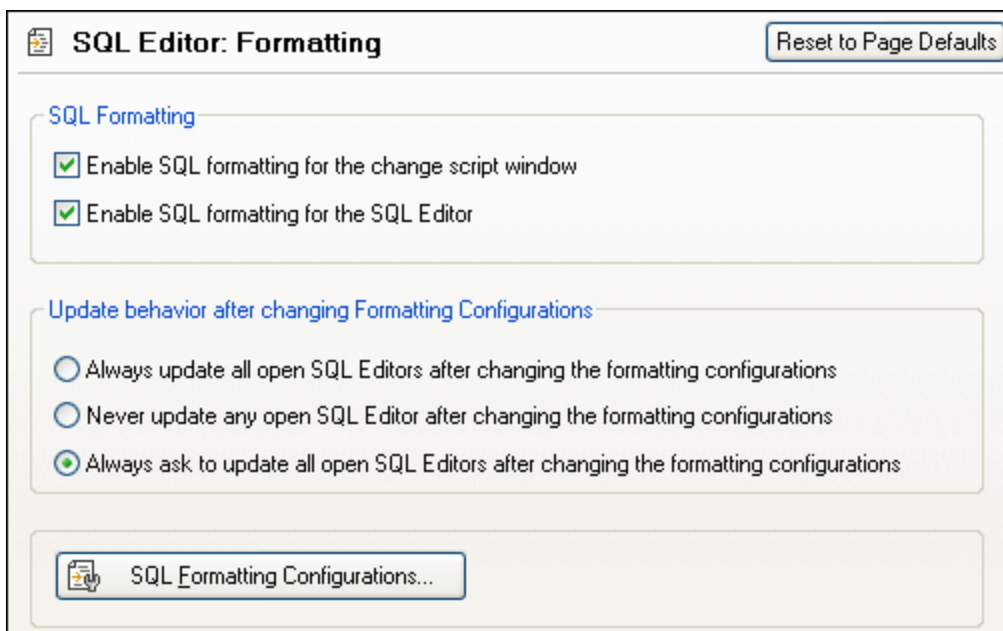 SQL Editor: Formatting
Reset to Page Defaults
SQL Formatting
Enable SQL formatting for the change script window
Enable SQL formatting for the SQL Editor
Update behavior after changing Formatting Configurations
Always update all open SQL Editors after changing the formatting configurations
Never update any open SQL Editor after changing the formatting configurations
Always ask to update all open SQL Editors after changing the formatting configurations
SQL Formatting Configurations...